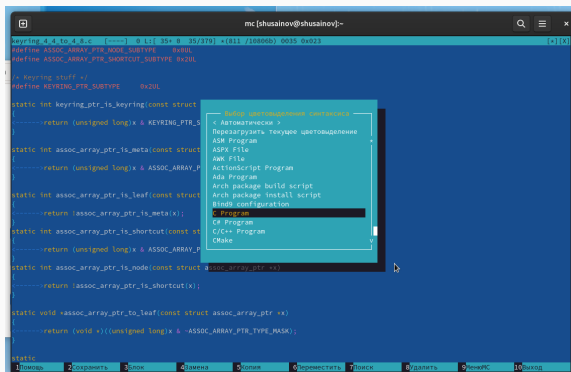 mc [shusainov@shusainov]:~
keyring_4_4_to_4_8.c [----] 0 L:[ 35+ 0 35/379] *(811 /10806b) 0035 0x023 [*][X]
#define ASSOC_ARRAY_PTR_NODE_SUBTYPE 0x0UL
#define ASSOC_ARRAY_PTR_SHORTCUT_SUBTYPE 0x2UL
/* Keyring stuff */
#define KEYRING_PTR_SUBTYPE 0x2UL
static int keyring_ptr_is_keyring(const struct
{
return (unsigned long)x & KEYRING_PTR_S
}
static int assoc_array_ptr_is_meta(const struct
{
return (unsigned long)x & ASSOC_ARRAY_P
}
static int assoc_array_ptr_is_leaf(const struct
{
return !assoc_array_ptr_is_meta(x);
}
static int assoc_array_ptr_is_shortcut(const st
{
return (unsigned long)x & ASSOC_ARRAY_P
}
static int assoc_array_ptr_is_node(const struct assoc_array_ptr *x)
{
return !assoc_array_ptr_is_shortcut(x);
}
static void *assoc_array_ptr_to_leaf(const struct assoc_array_ptr *x)
{
return (void *)((unsigned long)x & ~ASSOC_ARRAY_PTR_TYPE_MASK);
}
static
Выбор цветовыделения синтаксиса
< Автоматически >
Перезагрузить текущее цветовыделение
ASM Program
ASPX File
AWK File
ActionScript Program
Ada Program
Arch package build script
Arch package install script
Bind9 configuration
C Program
C# Program
C/C++ Program
CMake
1Помощь 2Сохранить 3Блок 4Замена 5Копия 6Переместить 7Поиск 8Удалить 9МенюMC 10Выход